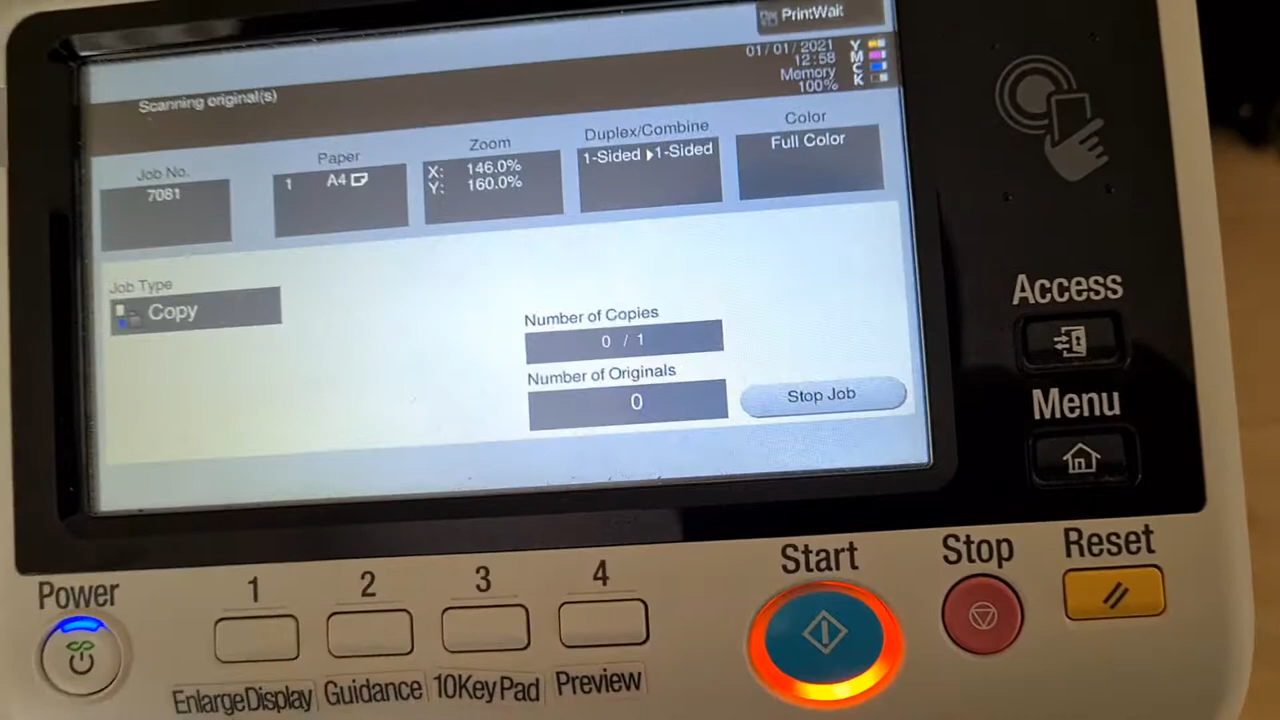 PrintWait
Scanning original(s)
01/01/2021
12:58
Memory
100%
Y
M
C
K
Job No.
7081
Paper
1 A4
Zoom
X: 146.0%
Y: 160.0%
Duplex/Combine
1-Sided 1-Sided
Color
Full Color
Job Type
Copy
Number of Copies
0 / 1
Number of Originals
0
Stop Job
Access
Menu
Power
1
2
3
4
Start
Stop
Reset
EnlargeDisplay
Guidance
10KeyPad
Preview